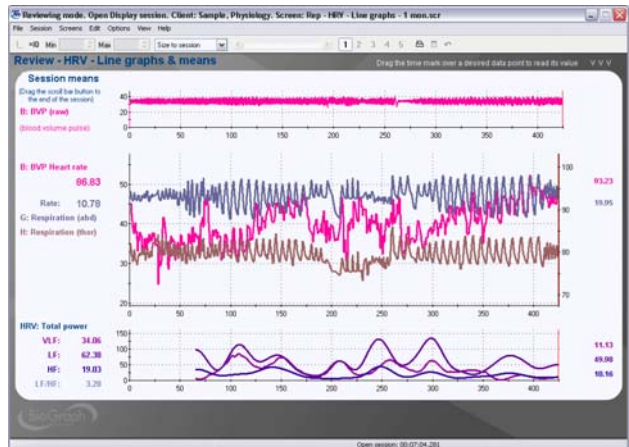 Reviewing mode. Open Display session. Client: Sample, Physiology. Screen: Rep - HRV - Line graphs - 1 mon.scr
File Session Screens Edit Options View Help
Min Max Size to session 1 2 3 4 5
Review - HRV - Line graphs & means
Drag the time mark over a desired data point to read its value V V V
Session means
(Drag the scroll bar button to
the end of the session)
B: BVP (raw)
(blood volume pulse)
40
20
0
0 50 100 150 200 250 300 350 400
B: BVP Heart rate
Rate: 10.78
G: Respiration (abd)
H: Respiration (thor)
50
40
30
20
100
90
80
70
0 50 100 150 200 250 300 350 400
HRV: Total power
VLF: 34.06
LF: 62.38
HF: 19.03
LF/HF: 3.28
150
100
50
0
0 50 100 150 200 250 300 350 400
11.13
49.98
10.16
BioGraph
Open session: 00:07:04.281